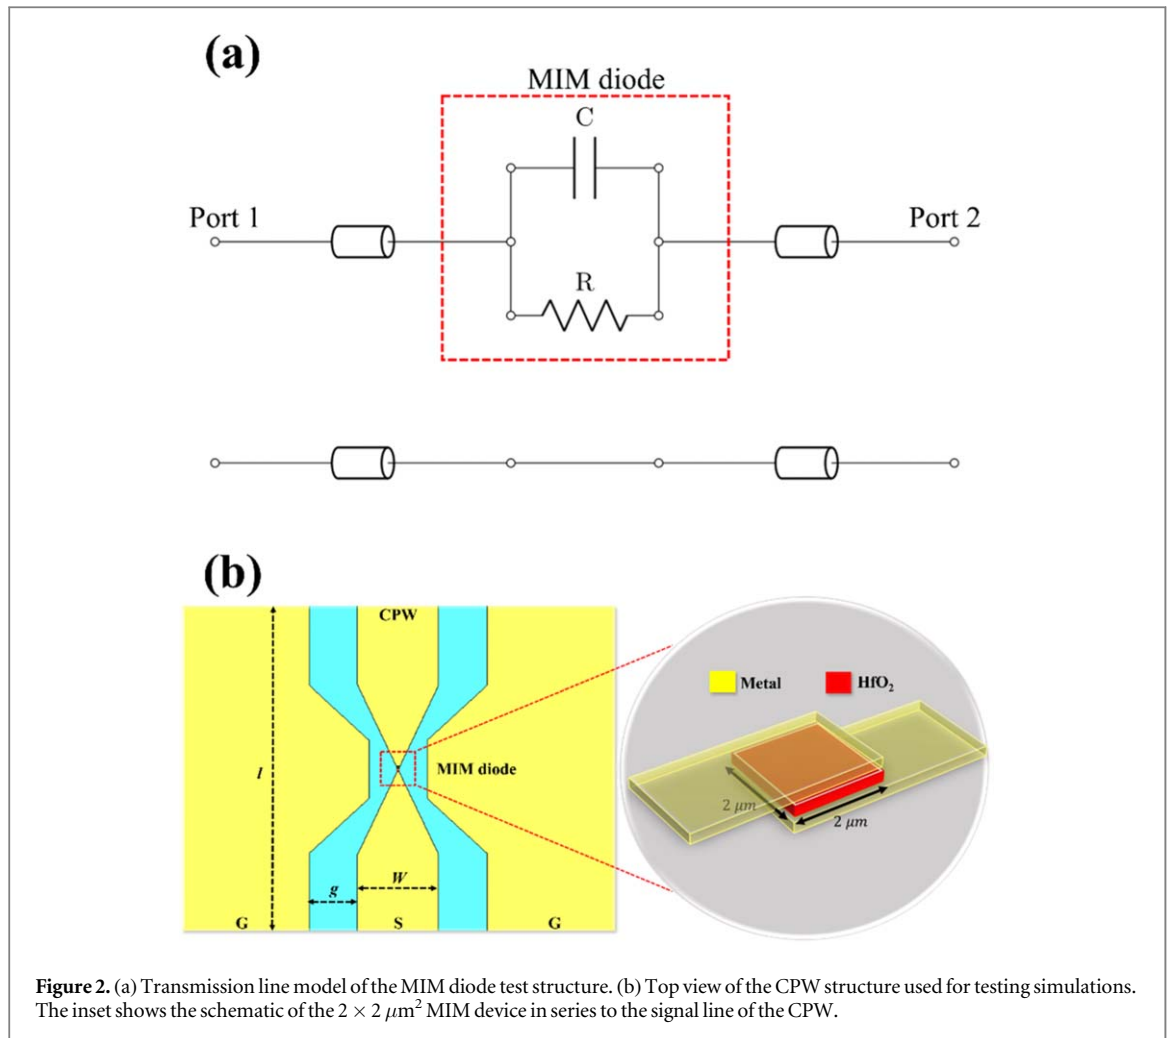 (a)
MIM diode
C
Port 1
Port 2
R
(b)
CPW
Metal
HfO₂
l
MIM diode
2 μm
2 μm
g
W
G
S
G
Figure 2. (a) Transmission line model of the MIM diode test structure. (b) Top view of the CPW structure used for testing simulations.
The inset shows the schematic of the 2 × 2 μm² MIM device in series to the signal line of the CPW.